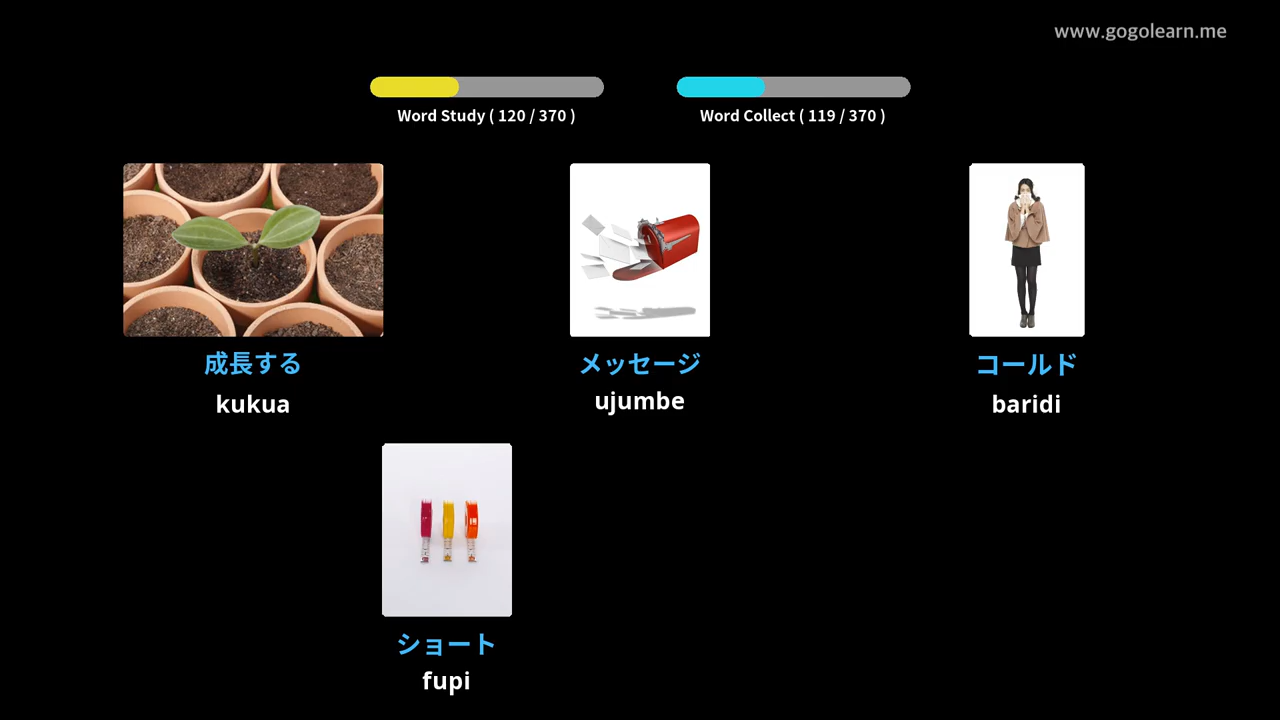 www.gogolearn.me
Word Study ( 120 / 370 )
Word Collect ( 119 / 370 )
成長する
kukua
メッセージ
ujumbe
コールド
baridi
ショート
fupi